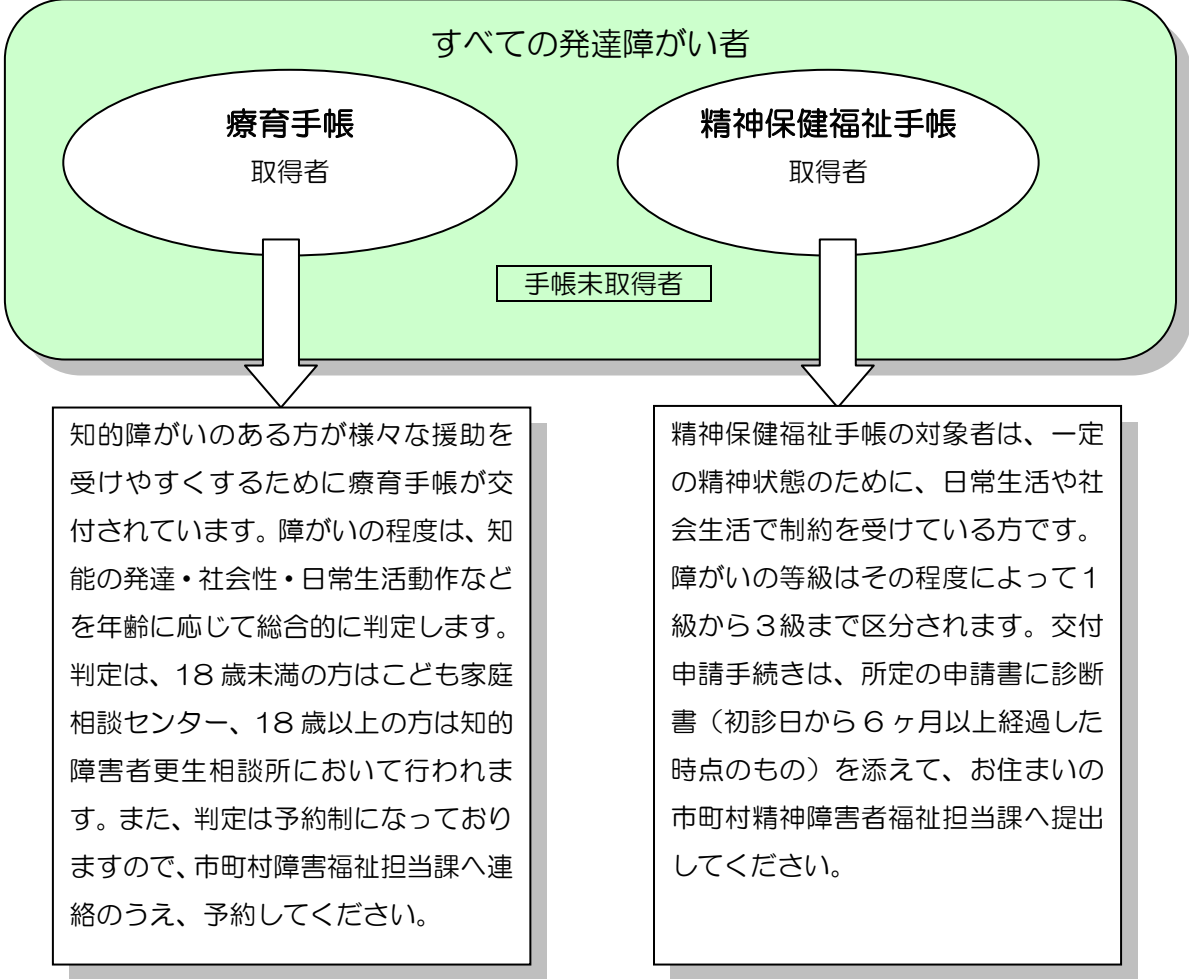 すべての発達障がい者
療育手帳
取得者
精神保健福祉手帳
取得者
手帳未取得者
知的障がいのある方が様々な援助を
受けやすくするために療育手帳が交
付されています。障がいの程度は、知
能の発達・社会性・日常生活動作など
を年齢に応じて総合的に判定します。
判定は、18 歳未満の方はこども家庭
相談センター、18 歳以上の方は知的
障害者更生相談所において行われま
す。また、判定は予約制になっており
ますので、市町村障害福祉担当課へ連
絡のうえ、予約してください。
精神保健福祉手帳の対象者は、一定
の精神状態のために、日常生活や社
会生活で制約を受けている方です。
障がいの等級はその程度によって1
級から3級まで区分されます。交付
申請手続きは、所定の申請書に診断
書（初診日から6ヶ月以上経過した
時点のもの）を添えて、お住まいの
市町村精神障害者福祉担当課へ提出
してください。